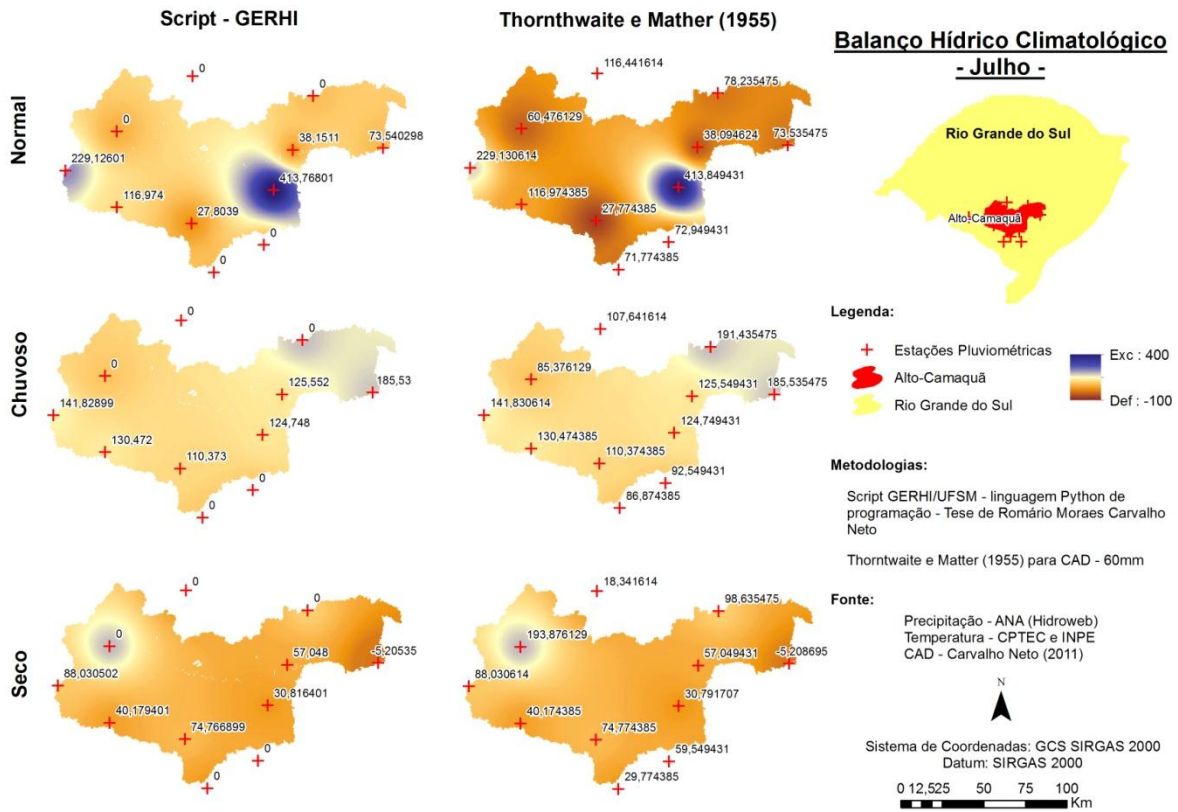 Script - GERHI
Thornthwaite e Mather (1955)
Balanço Hídrico Climatológico
- Julho -
Normal
0
0
0
38,1511
73,540298
229,12601
413,76801
116,974
27,8039
0
0
116,441614
78,235475
60,476129
38,094624
73,535475
229,130614
413,849431
116,974385
27,774385
72,949431
71,774385
Rio Grande do Sul
Alto-Camaquã
Chuvoso
0
0
0
125,552
185,53
141,82899
124,748
130,472
110,373
0
0
107,641614
191,435475
85,376129
125,549431
185,535475
141,830614
124,749431
130,474385
110,374385
92,549431
86,874385
Legenda:
Estações Pluviométricas
Alto-Camaquã
Rio Grande do Sul
Exc : 400
Def : -100
Metodologias:
Script GERHI/UFSM - linguagem Python de
programação - Tese de Romário Moraes Carvalho
Neto
Thorntwaite e Matter (1955) para CAD - 60mm
Seco
0
0
0
57,048
-5,20535
88,030502
30,816401
40,179401
74,766899
0
0
18,341614
98,635475
193,876129
57,049431
-5,208695
88,030614
30,791707
40,174385
74,774385
59,549431
29,774385
Fonte:
Precipitação - ANA (Hidroweb)
Temperatura - CPTEC e INPE
CAD - Carvalho Neto (2011)
N
Sistema de Coordenadas: GCS SIRGAS 2000
Datum: SIRGAS 2000
0 12,525 50 75 100
Km